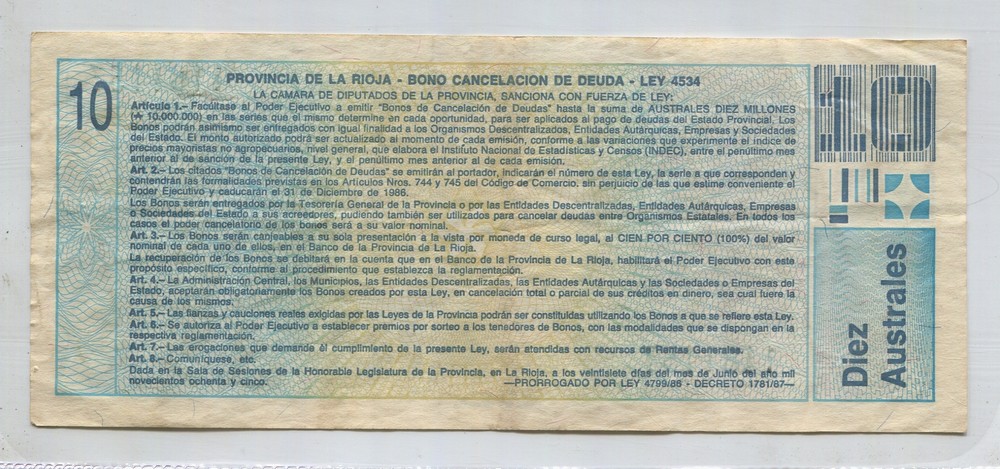 10
PROVINCIA DE LA RIOJA - BONO CANCELACION DE DEUDA - LEY 4534
LA CAMARA DE DIPUTADOS DE LA PROVINCIA, SANCIONA CON FUERZA DE LEY:
Artículo 1.— Facúltase al Poder Ejecutivo a emitir "Bonos de Cancelación de Deudas" hasta la suma de AUSTRALES DIEZ MILLONES
(₳ 10.000.000) en las series que el mismo determine en cada oportunidad, para ser aplicados al pago de deudas del Estado Provincial. Los
Bonos podrán asimismo ser entregados con igual finalidad a los Organismos Descentralizados, Entidades Autárquicas, Empresas y Sociedades
del Estado. El monto autorizado podrá ser actualizado al momento de cada emisión, conforme a las variaciones que experimente el índice de
precios mayoristas no agropecuarios, nivel general, que elabora el Instituto Nacional de Estadísticas y Censos (INDEC), entre el penúltimo mes
anterior al de sanción de la presente Ley, y el penúltimo mes anterior al de cada emisión.
Art. 2.— Los citados "Bonos de Cancelación de Deudas" se emitirán al portador, indicarán el número de esta Ley, la serie a que corresponden y
contendrán las formalidades previstas en los Artículos Nros. 744 y 745 del Código de Comercio, sin perjuicio de las que estime conveniente el
Poder Ejecutivo y caducarán el 31 de Diciembre de 1986.
Los Bonos serán entregados por la Tesorería General de la Provincia o por las Entidades Descentralizadas, Entidades Autárquicas, Empresas
o Sociedades del Estado a sus acreedores, pudiendo también ser utilizados para cancelar deudas entre Organismos Estatales. En todos los
casos el poder cancelatorio de los bonos será a su valor nominal.
Art. 3.— Los Bonos serán canjeables a su sola presentación a la vista por moneda de curso legal, al CIEN POR CIENTO (100%) del valor
nominal de cada uno de ellos, en el Banco de la Provincia de La Rioja.
La recuperación de los Bonos se debitará en la cuenta que en el Banco de la Provincia de La Rioja, habilitará el Poder Ejecutivo con este
propósito específico, conforme al procedimiento que establezca la reglamentación.
Art. 4.— La Administración Central, los Municipios, las Entidades Descentralizadas, las Entidades Autárquicas y las Sociedades o Empresas del
Estado, aceptarán obligatoriamente los Bonos creados por esta Ley, en cancelación total o parcial de sus créditos en dinero, sea cual fuere la
causa de los mismos.
Art. 5.— Las fianzas y cauciones reales exigidas por las Leyes de la Provincia podrán ser constituidas utilizando los Bonos a que se refiere esta Ley.
Art. 6.— Se autoriza al Poder Ejecutivo a establecer premios por sorteo a los tenedores de Bonos, con las modalidades que se dispongan en la
respectiva reglamentación.
Art. 7.— Las erogaciones que demande el cumplimiento de la presente Ley, serán atendidas con recursos de Rentas Generales.
Art. 8.— Comuníquese, etc.
Dada en la Sala de Sesiones de la Honorable Legislatura de la Provincia, en La Rioja, a los veintisiete días del mes de Junio del año mil
novecientos ochenta y cinco.
—PRORROGADO POR LEY 4799/86 - DECRETO 1781/87—
10
Diez
Australes